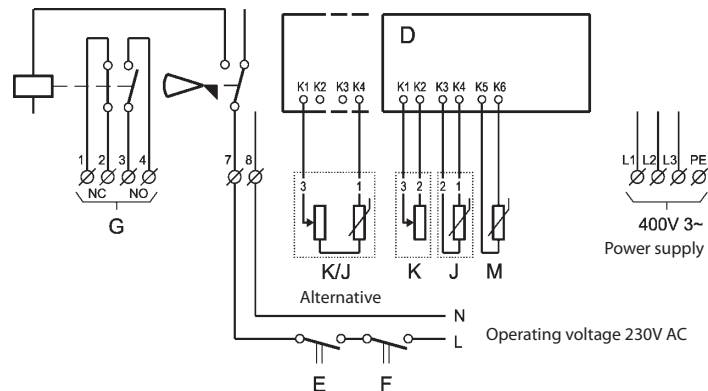 D
K1 K2 K3 K4
K1 K2 K3 K4 K5 K6
1 2 3 4
NC NO
G
7 8
3 1
K/J
Alternative
3 2
K
2 1
J
M
L1 L2 L3 PE
400V 3~
Power supply
N
L
Operating voltage 230V AC
E
F